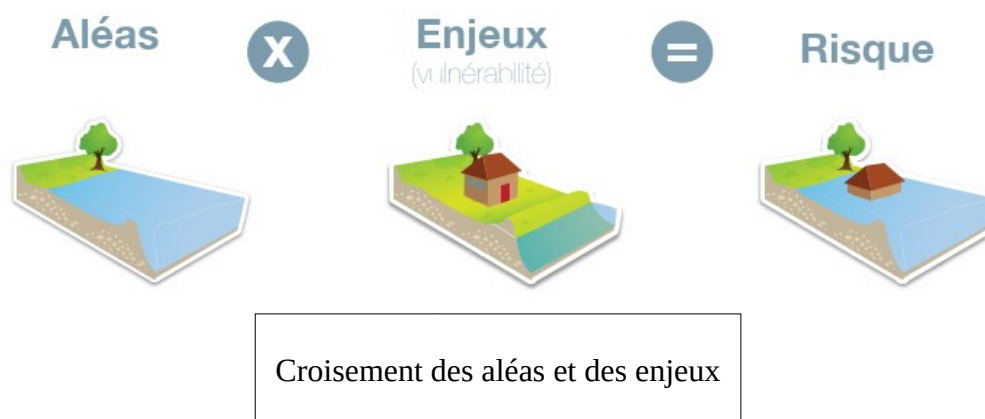 Aléas X Enjeux = Risque
(vulnérabilité)
Croisement des aléas et des enjeux